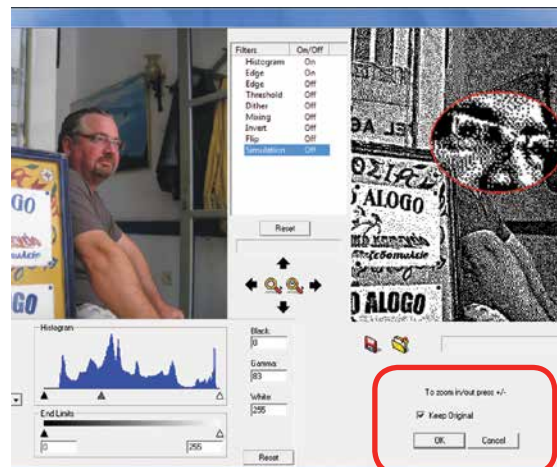 Filters On/Off
Histogram On
Edge On
Edge Off
Threshold Off
Dither Off
Mixing Off
Invert Off
Flip Off
Simulation Off
Reset
GO
GO
ALOGO
ALOGO
Histogram
Black:
0
Gamma:
83
White:
255
End Limits
0
255
Reset
To zoom in/out press +/-
Keep Original
OK
Cancel